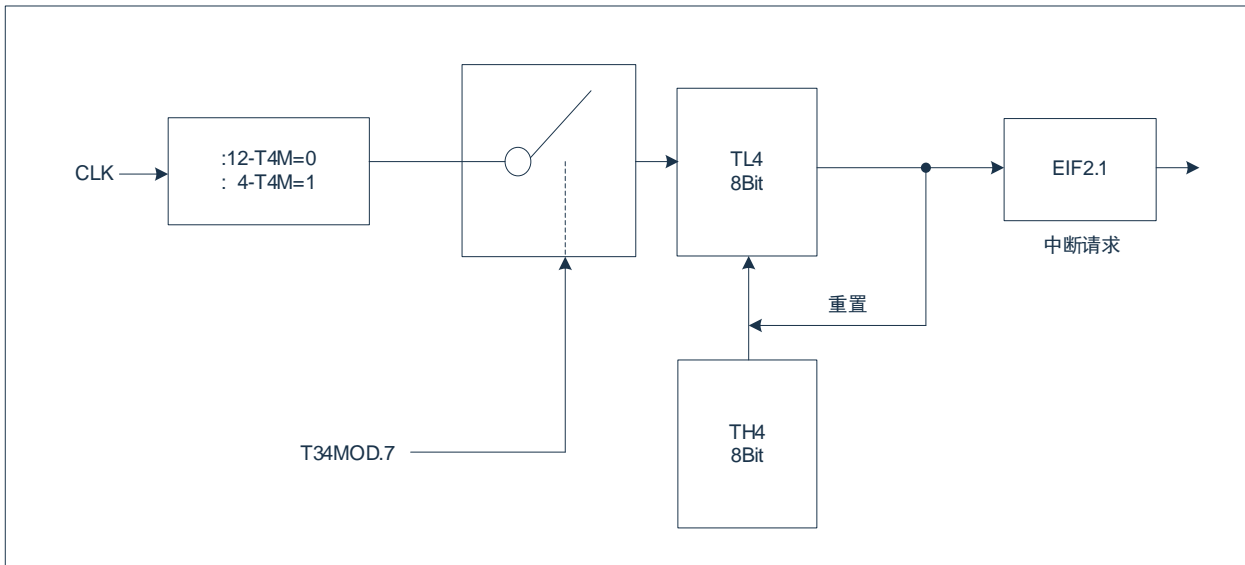 CLK
:12-T4M=0
: 4-T4M=1
TL4
8Bit
EIF2.1
中断请求
重置
TH4
8Bit
T34MOD.7